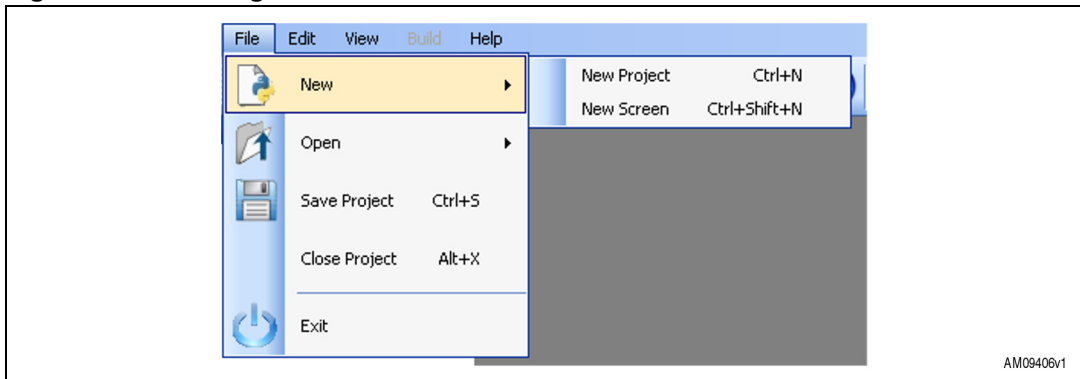 File Edit View Build Help
New
New Project Ctrl+N
New Screen Ctrl+Shift+N
Open
Save Project Ctrl+S
Close Project Alt+X
Exit
AM09406v1